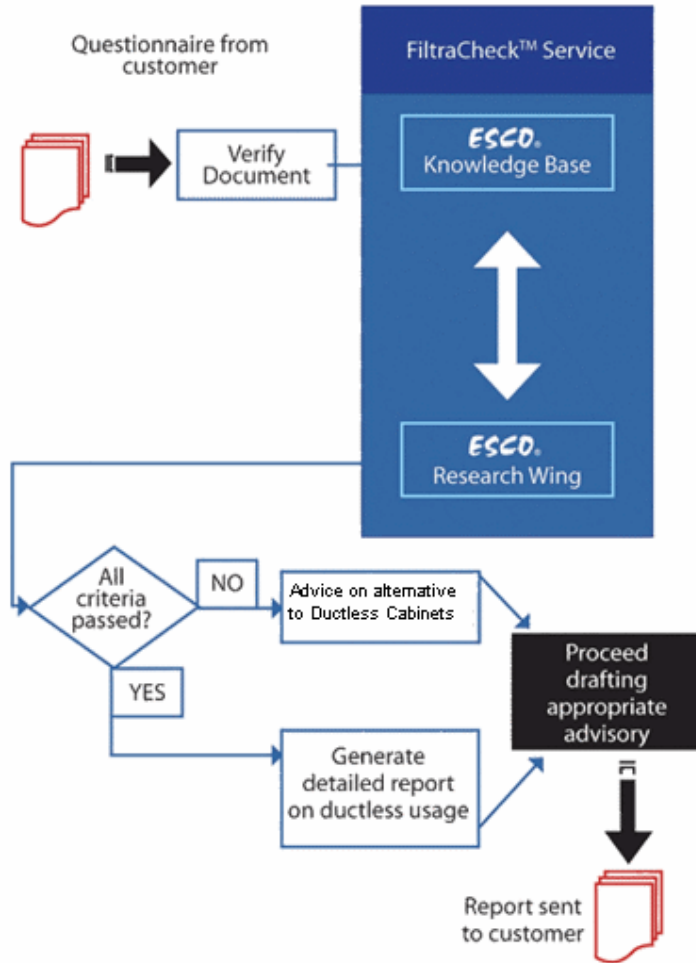 Questionnaire from
customer
FiltraCheck™ Service
Verify
Document
ESCO®
Knowledge Base
ESCO®
Research Wing
All
criteria
passed?
NO
Advice on alternative
to Ductless Cabinets
YES
Generate
detailed report
on ductless usage
Proceed
drafting
appropriate
advisory
Report sent
to customer